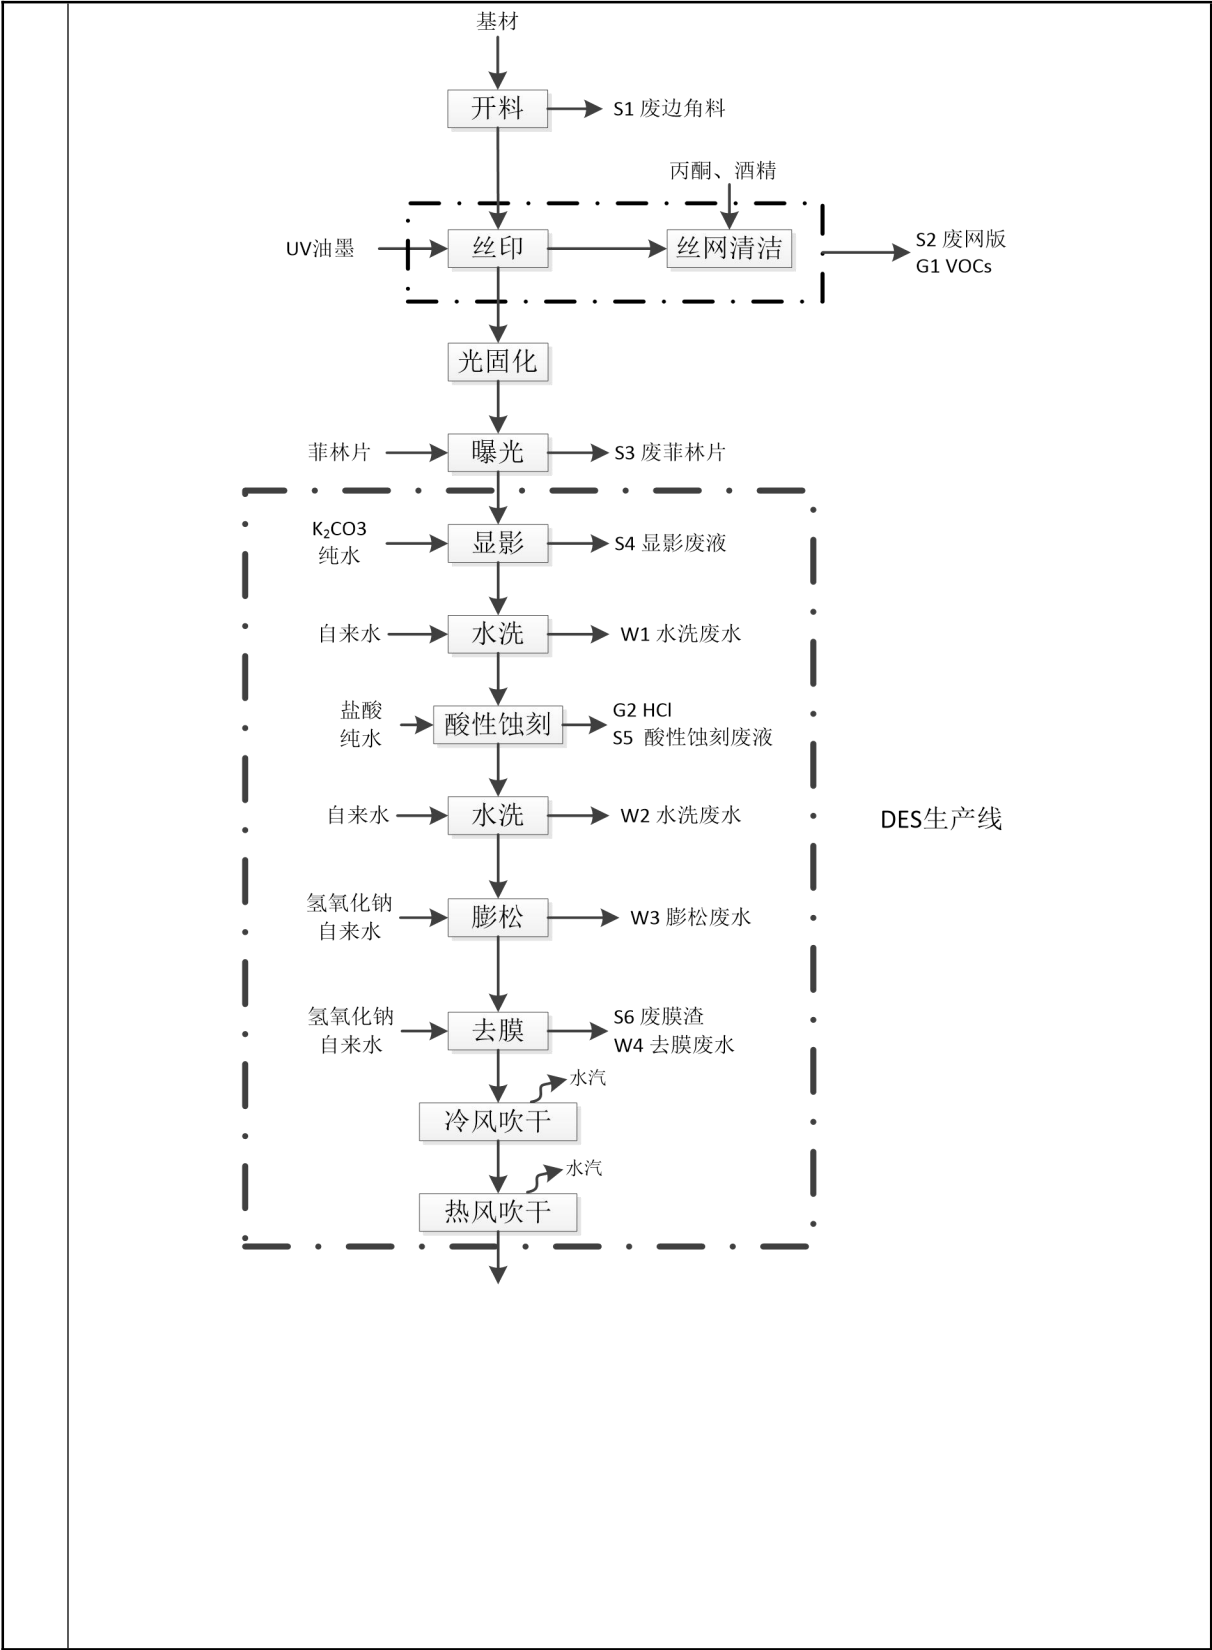 基材
开料
S1 废边角料
丙酮、酒精
UV油墨
丝印
丝网清洁
S2 废网版
G1 VOCs
光固化
菲林片
曝光
S3 废菲林片
K₂CO3
纯水
显影
S4 显影废液
自来水
水洗
W1 水洗废水
盐酸
纯水
酸性蚀刻
G2 HCl
S5 酸性蚀刻废液
自来水
水洗
W2 水洗废水
DES生产线
氢氧化钠
自来水
膨松
W3 膨松废水
氢氧化钠
自来水
去膜
S6 废膜渣
W4 去膜废水
水汽
冷风吹干
水汽
热风吹干